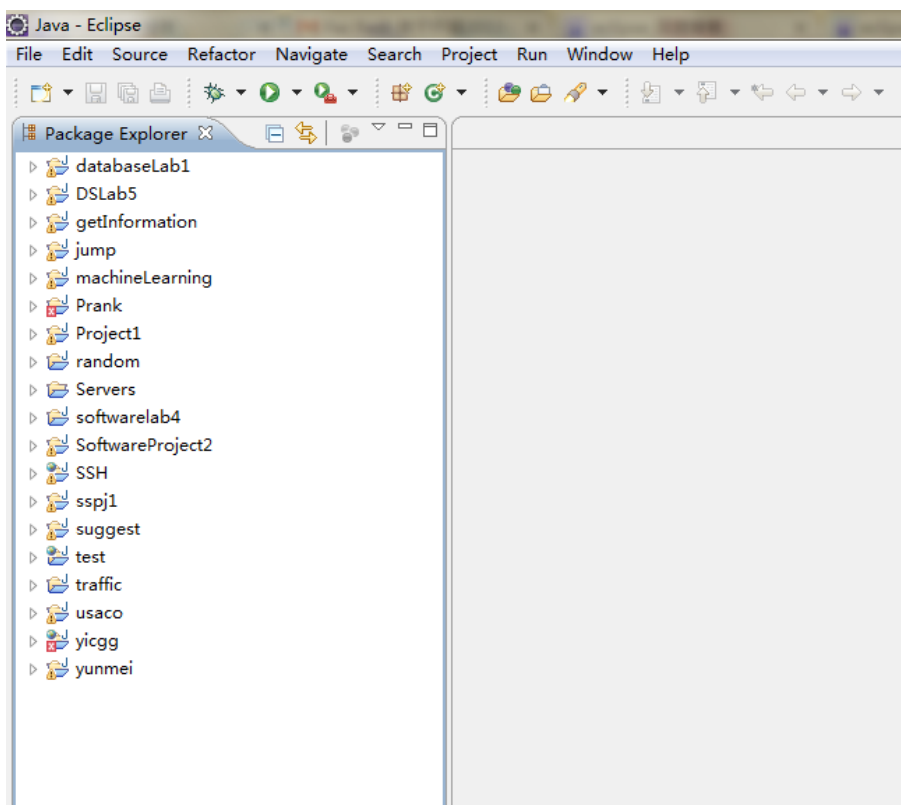 Java - Eclipse
File Edit Source Refactor Navigate Search Project Run Window Help
Package Explorer
databaseLab1
DSLab5
getInformation
jump
machineLearning
Prank
Project1
random
Servers
softwarelab4
SoftwareProject2
SSH
sspj1
suggest
test
traffic
usaco
yicgg
yunmei